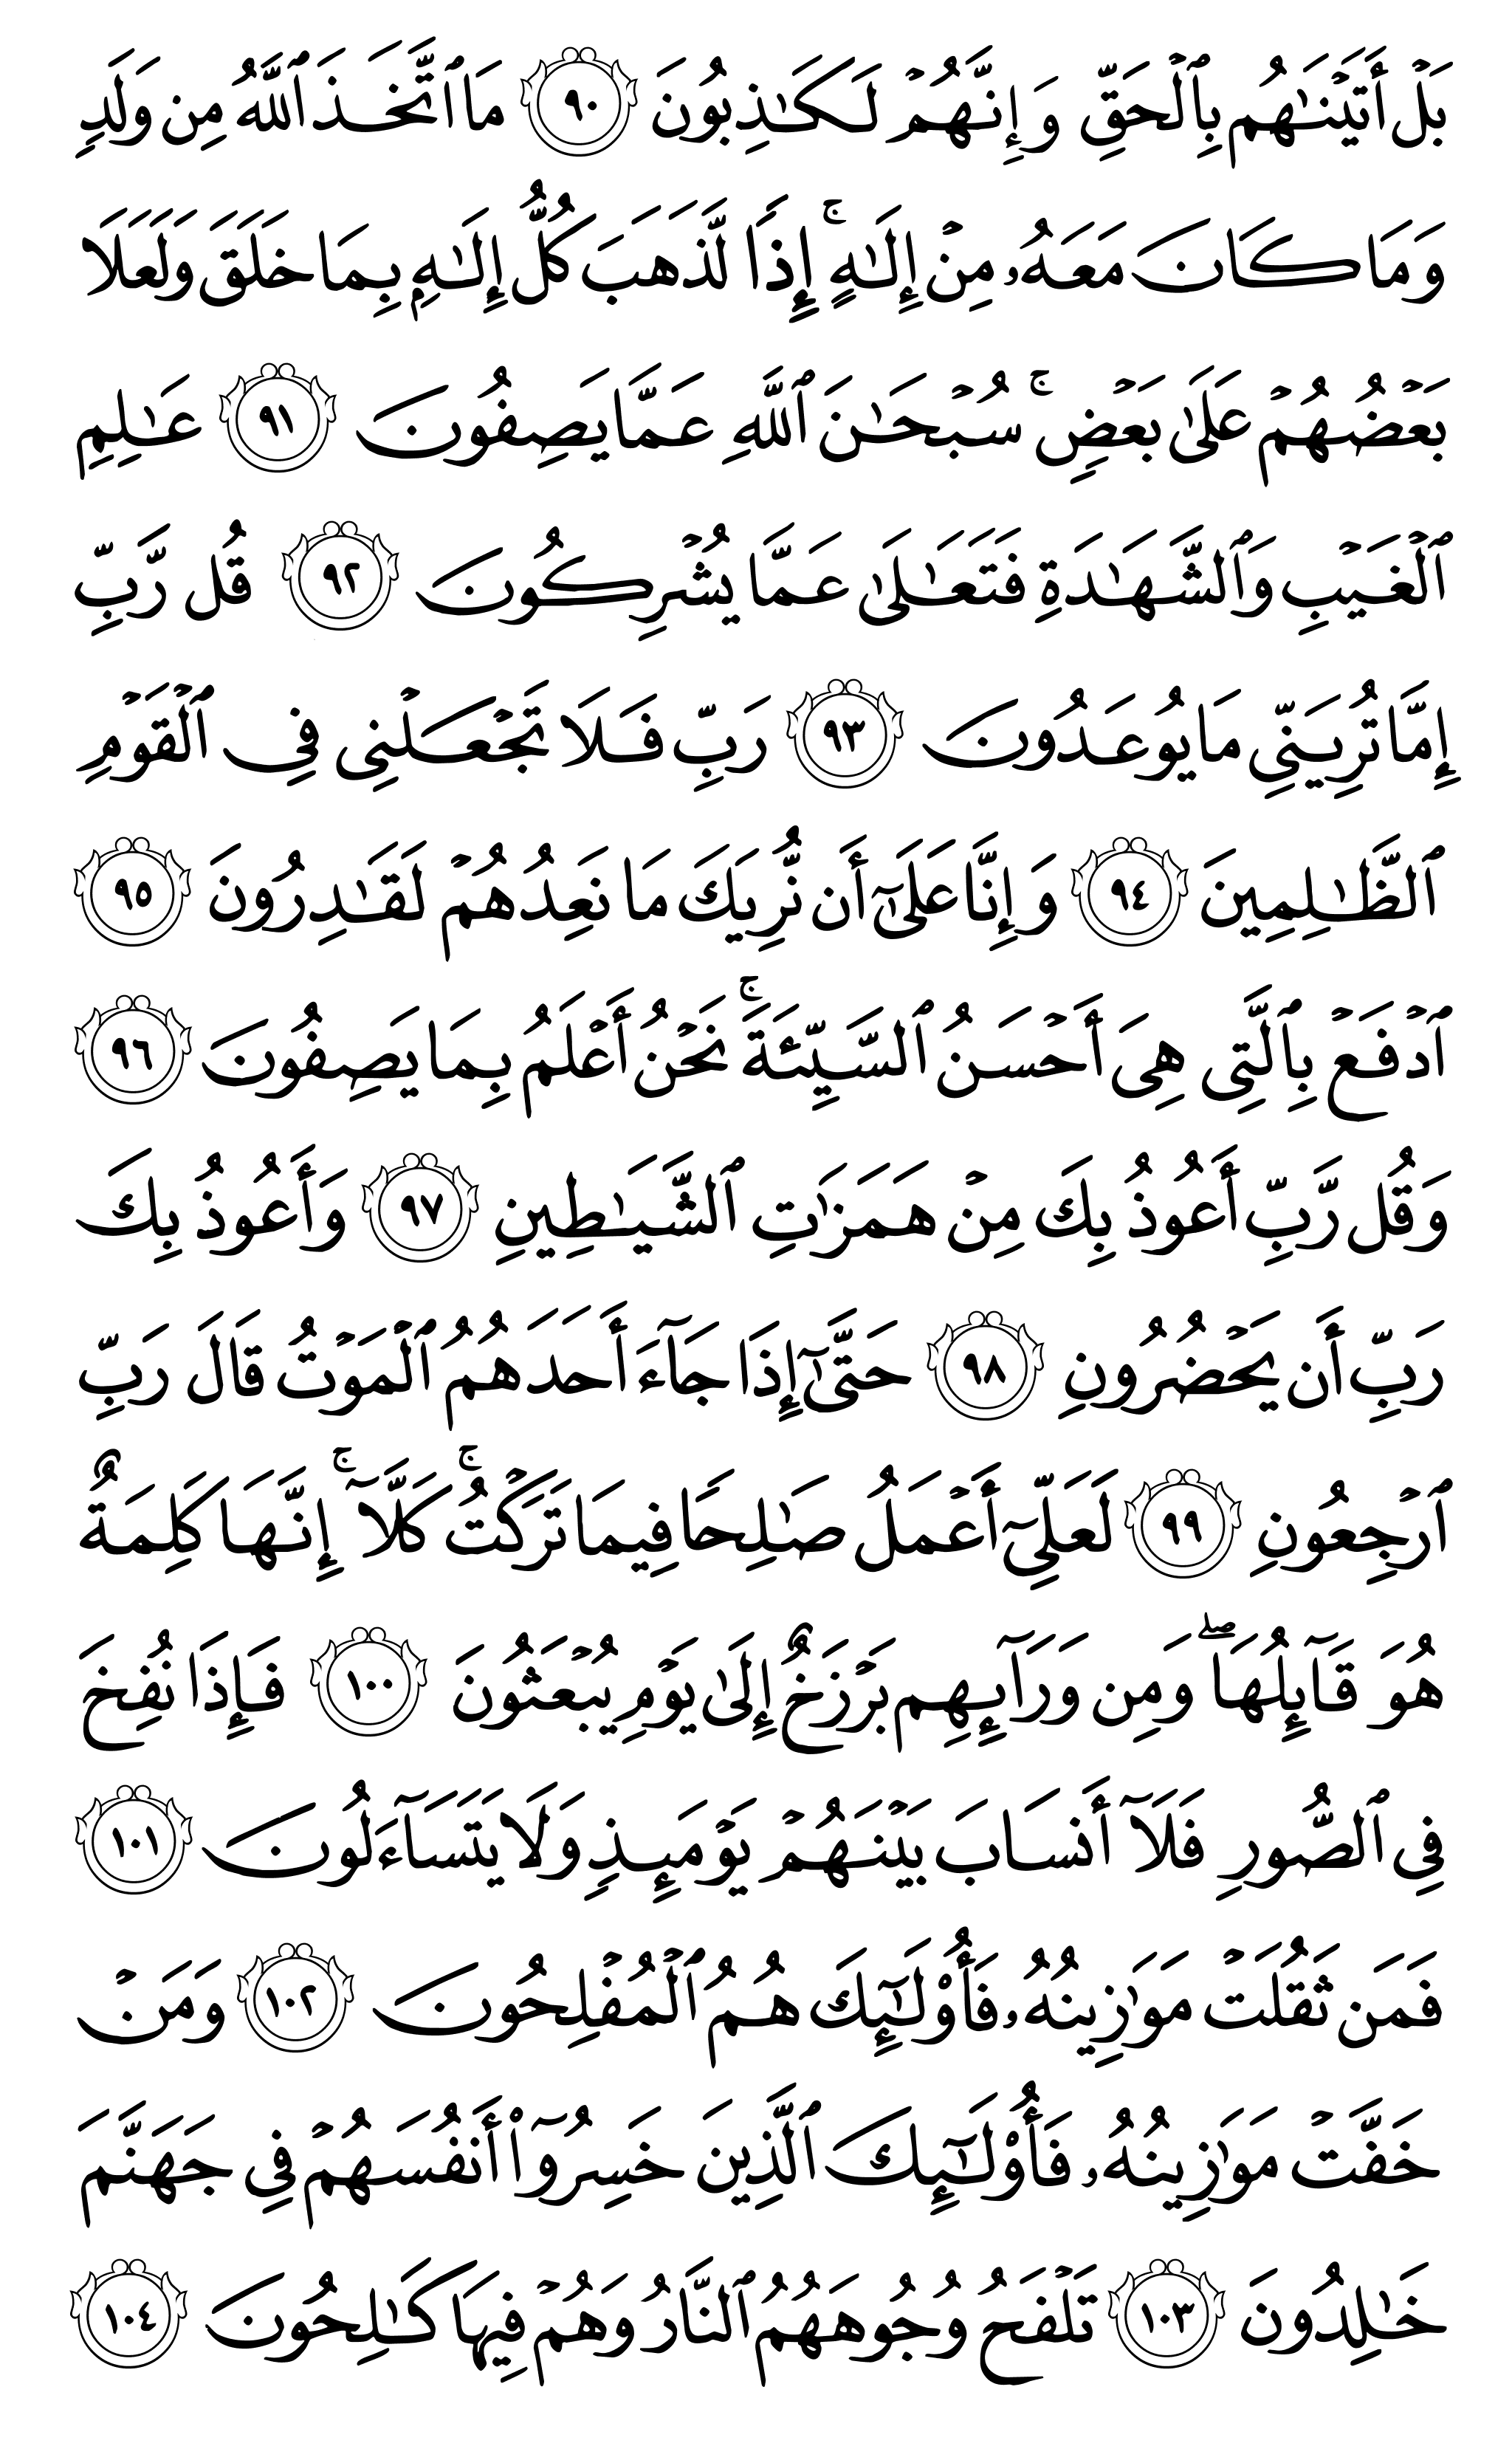 بَلۡ أَتَيۡنَٰهُم بِٱلۡحَقِّ وَإِنَّهُمۡ لَكَٰذِبُونَ ٩٠ مَا ٱتَّخَذَ ٱللَّهُ مِن وَلَدٖ
وَمَا كَانَ مَعَهُۥ مِنۡ إِلَٰهٍۚ إِذٗا لَّذَهَبَ كُلُّ إِلَٰهِۭ بِمَا خَلَقَ وَلَعَلَا
بَعۡضُهُمۡ عَلَىٰ بَعۡضٖۚ سُبۡحَٰنَ ٱللَّهِ عَمَّا يَصِفُونَ ٩١ عَٰلِمِ
ٱلۡغَيۡبِ وَٱلشَّهَٰدَةِ فَتَعَٰلَىٰ عَمَّا يُشۡرِكُونَ ٩٢ قُل رَّبِّ
إِمَّا تُرِيَنِّي مَا يُوعَدُونَ ٩٣ رَبِّ فَلَا تَجۡعَلۡنِي فِي ٱلۡقَوۡمِ
ٱلظَّٰلِمِينَ ٩٤ وَإِنَّا عَلَىٰٓ أَن نُّرِيَكَ مَا نَعِدُهُمۡ لَقَٰدِرُونَ ٩٥
ٱدۡفَعۡ بِٱلَّتِي هِيَ أَحۡسَنُ ٱلسَّيِّئَةَۚ نَحۡنُ أَعۡلَمُ بِمَا يَصِفُونَ ٩٦
وَقُل رَّبِّ أَعُوذُ بِكَ مِنۡ هَمَزَٰتِ ٱلشَّيَٰطِينِ ٩٧ وَأَعُوذُ بِكَ
رَبِّ أَن يَحۡضُرُونِ ٩٨ حَتَّىٰٓ إِذَا جَآءَ أَحَدَهُمُ ٱلۡمَوۡتُ قَالَ رَبِّ
ٱرۡجِعُونِ ٩٩ لَعَلِّيٓ أَعۡمَلُ صَٰلِحٗا فِيمَا تَرَكۡتُۚ كَلَّآۚ إِنَّهَا كَلِمَةٌ
هُوَ قَآئِلُهَاۖ وَمِن وَرَآئِهِم بَرۡزَخٌ إِلَىٰ يَوۡمِ يُبۡعَثُونَ ١٠٠ فَإِذَا نُفِخَ
فِي ٱلصُّورِ فَلَآ أَنسَابَ بَيۡنَهُمۡ يَوۡمَئِذٖ وَلَا يَتَسَآءَلُونَ ١٠١
فَمَن ثَقُلَتۡ مَوَٰزِينُهُۥ فَأُوْلَٰٓئِكَ هُمُ ٱلۡمُفۡلِحُونَ ١٠٢ وَمَنۡ
خَفَّتۡ مَوَٰزِينُهُۥ فَأُوْلَٰٓئِكَ ٱلَّذِينَ خَسِرُوٓاْ أَنفُسَهُمۡ فِي جَهَنَّمَ
خَٰلِدُونَ ١٠٣ تَلۡفَحُ وُجُوهَهُمُ ٱلنَّارُ وَهُمۡ فِيهَا كَٰلِحُونَ ١٠٤